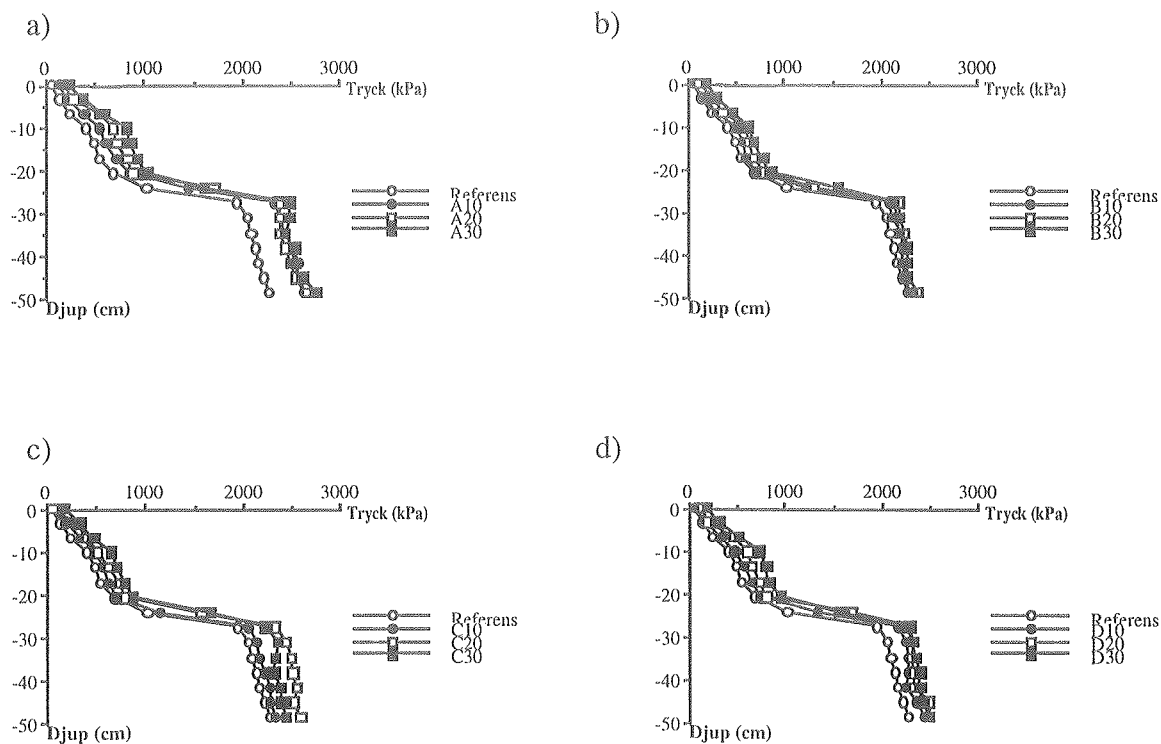 a)
0 1000 2000 3000
Tryck (kPa)
0
-10
-20
-30
-40
-50
Djup (cm)
Referens
A10
A20
A30
b)
0 1000 2000 3000
Tryck (kPa)
0
-10
-20
-30
-40
-50
Djup (cm)
Referens
B10
B20
B30
c)
0 1000 2000 3000
Tryck (kPa)
0
-10
-20
-30
-40
-50
Djup (cm)
Referens
C10
C20
C30
d)
0 1000 2000 3000
Tryck (kPa)
0
-10
-20
-30
-40
-50
Djup (cm)
Referens
D10
D20
D30